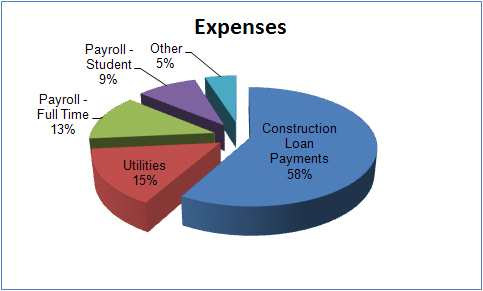 Expenses
Payroll -
Student
9%
Other
5%
Payroll -
Full Time
13%
Construction
Loan
Payments
58%
Utilities
15%